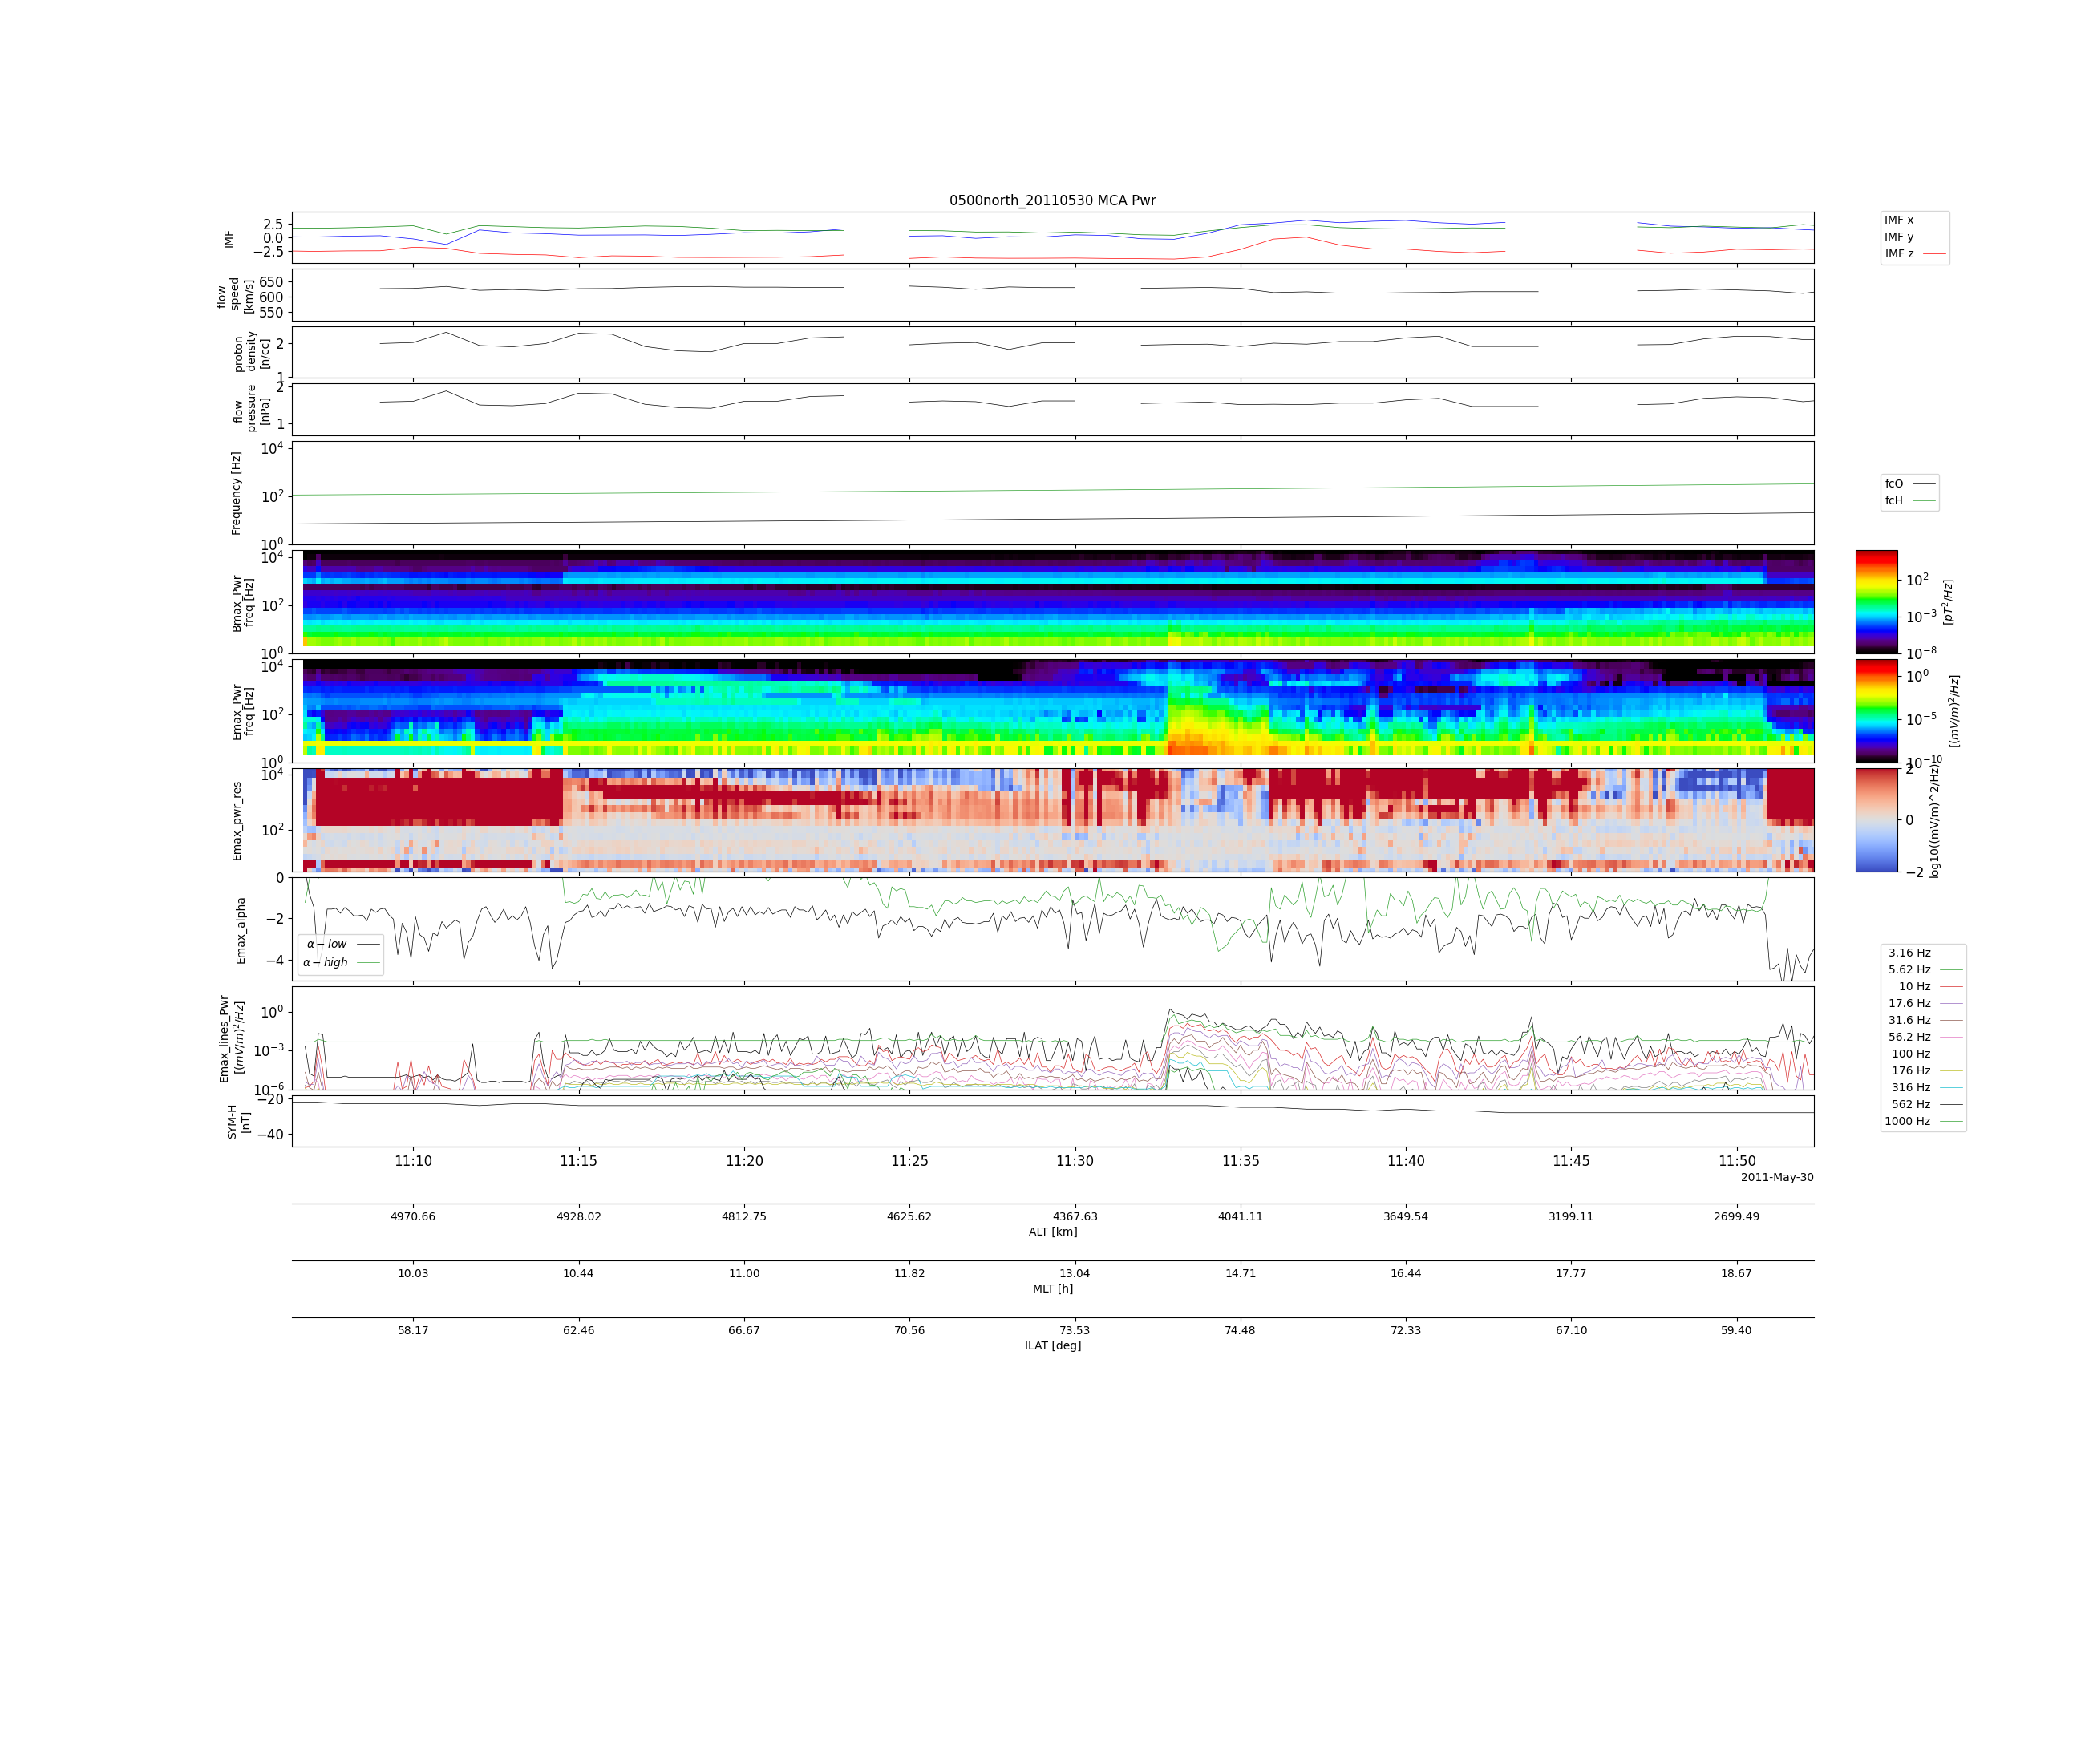 0500north_20110530 MCA Pwr
IMF
2.5
0.0
−2.5
IMF x
IMF y
IMF z
flow
speed
[km/s]
650
600
550
proton
density
[n/cc]
2
1
flow
pressure
[nPa]
2
1
Frequency [Hz]
10^4
10^2
10^0
fcO
fcH
Bmax_Pwr
freq [Hz]
10^4
10^2
10^0
10^2
10^-3
10^-8
[pT^2/Hz]
Emax_Pwr
freq [Hz]
10^4
10^2
10^0
10^0
10^-5
10^-10
[(mV/m)^2/Hz]
Emax_pwr_res
10^4
10^2
2
0
−2
log10((mV/m)^2/Hz)
Emax_alpha
0
−2
−4
α − low
α − high
Emax_lines_Pwr
[(mV/m)^2/Hz]
10^0
10^-3
10^-6
3.16 Hz
5.62 Hz
10 Hz
17.6 Hz
31.6 Hz
56.2 Hz
100 Hz
176 Hz
316 Hz
562 Hz
1000 Hz
SYM-H
[nT]
−20
−40
11:10 11:15 11:20 11:25 11:30 11:35 11:40 11:45 11:50
2011-May-30
4970.66 4928.02 4812.75 4625.62 4367.63 4041.11 3649.54 3199.11 2699.49
ALT [km]
10.03 10.44 11.00 11.82 13.04 14.71 16.44 17.77 18.67
MLT [h]
58.17 62.46 66.67 70.56 73.53 74.48 72.33 67.10 59.40
ILAT [deg]